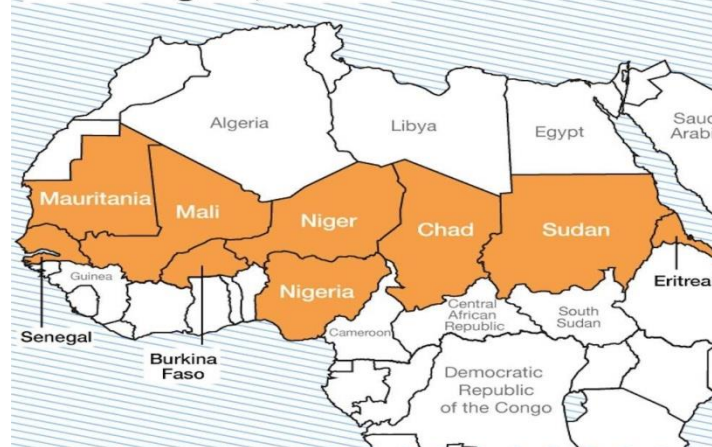 Algeria
Libya
Egypt
Mauritania
Mali
Niger
Chad
Sudan
Eritrea
Guinea
Nigeria
Senegal
Burkina
Faso
Cameroon
Central
African
Republic
South
Sudan
Democratic
Republic
of the Congo